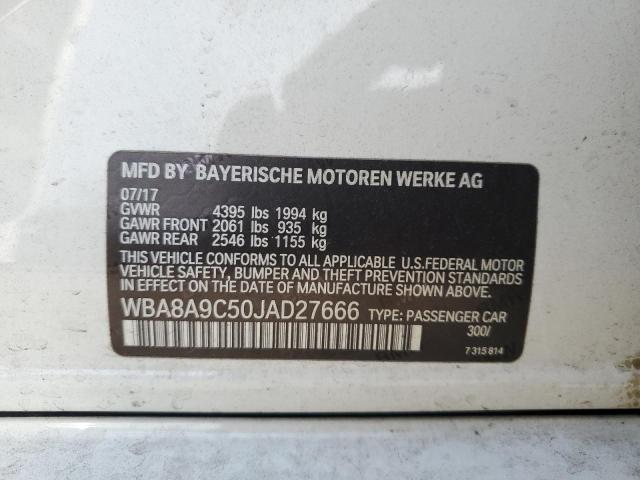 MFD BY BAYERISCHE MOTOREN WERKE AG
07/17
GVWR 4395 lbs 1994 kg
GAWR FRONT 2061 lbs 935 kg
GAWR REAR 2546 lbs 1155 kg
THIS VEHICLE CONFORMS TO ALL APPLICABLE U.S.FEDERAL MOTOR
VEHICLE SAFETY, BUMPER AND THEFT PREVENTION STANDARDS
IN EFFECT ON THE DATE OF MANUFACTURE SHOWN ABOVE.
WBA8A9C50JAD27666 TYPE: PASSENGER CAR
300/
7 315 814